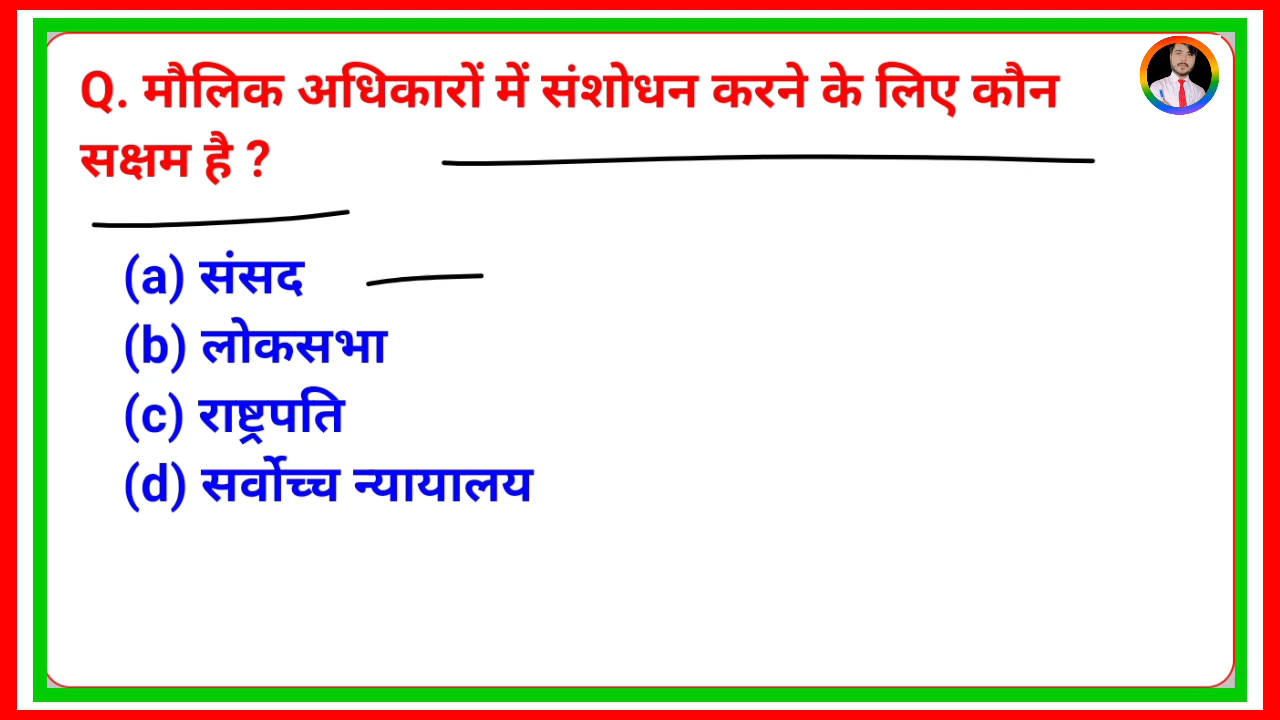 Q. मौलिक अधिकारों में संशोधन करने के लिए कौन
सक्षम है ?
(a) संसद
(b) लोकसभा
(c) राष्ट्रपति
(d) सर्वोच्च न्यायालय